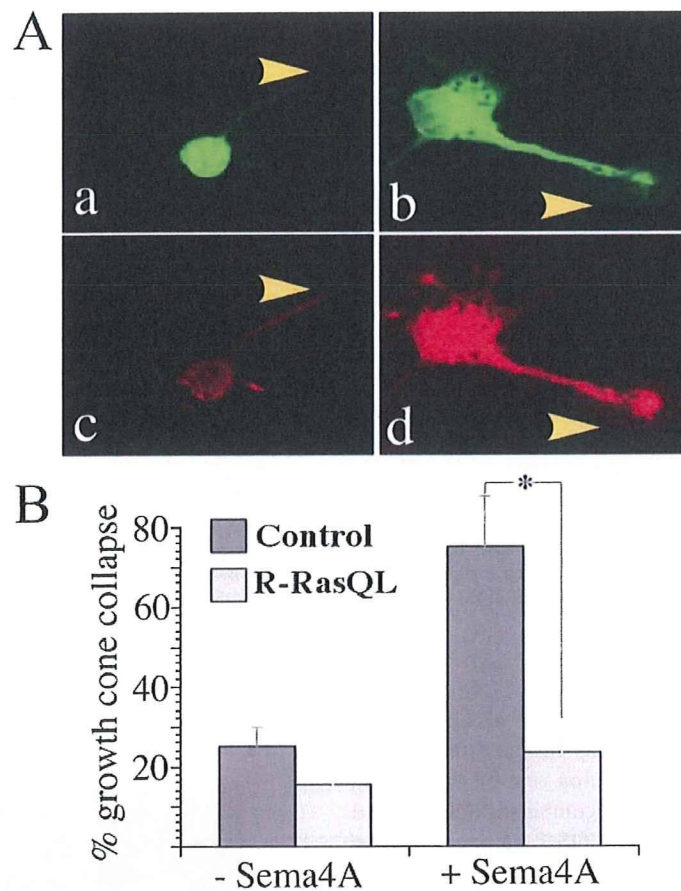 A
a
b
c
d
B
% growth cone collapse
80
60
40
20
Control
R-RasQL
*
- Sema4A
+ Sema4A